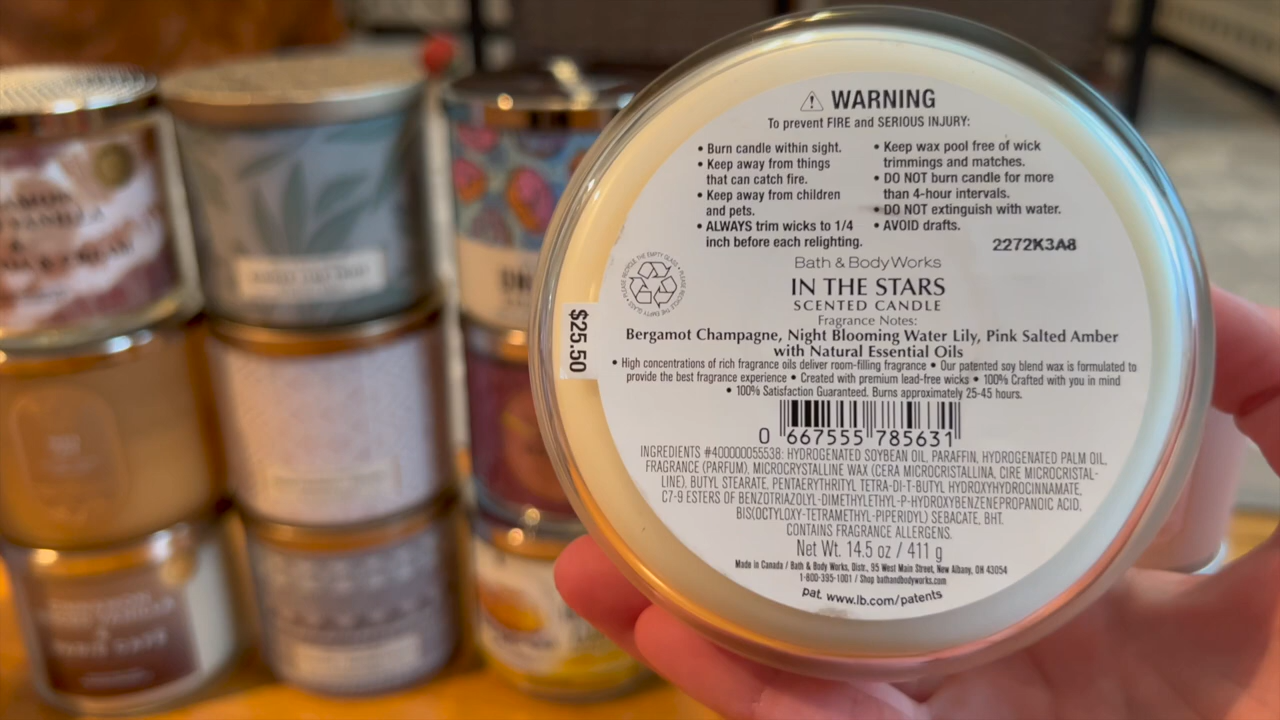 WARNING
To prevent FIRE and SERIOUS INJURY:
• Burn candle within sight.
• Keep away from things
that can catch fire.
• Keep away from children
and pets.
• ALWAYS trim wicks to 1/4
inch before each relighting.
• Keep wax pool free of wick
trimmings and matches.
• DO NOT burn candle for more
than 4-hour intervals.
• DO NOT extinguish with water.
• AVOID drafts.
2272K3A8
Bath & Body Works
IN THE STARS
SCENTED CANDLE
Fragrance Notes:
Bergamot Champagne, Night Blooming Water Lily, Pink Salted Amber
with Natural Essential Oils
• High concentrations of rich fragrance oils deliver room-filling fragrance • Our patented soy blend wax is formulated to
provide the best fragrance experience • Created with premium lead-free wicks • 100% Crafted with you in mind
• 100% Satisfaction Guaranteed. Burns approximately 25-45 hours.
$25.50
0 667555 785631
INGREDIENTS #400000055538: HYDROGENATED SOYBEAN OIL, PARAFFIN, HYDROGENATED PALM OIL,
FRAGRANCE (PARFUM), MICROCRYSTALLINE WAX (CERA MICROCRISTALLINA, CIRE MICROCRISTAL-
LINE), BUTYL STEARATE, PENTAERYTHRITYL TETRA-DI-T-BUTYL HYDROXYHYDROCINNAMATE,
C7-9 ESTERS OF BENZOTRIAZOLYL-DIMETHYLETHYL-P-HYDROXYBENZENEPROPANOIC ACID,
BIS(OCTYLOXY-TETRAMETHYL-PIPERIDYL) SEBACATE, BHT.
CONTAINS FRAGRANCE ALLERGENS.
Net Wt. 14.5 oz / 411 g
Made in Canada / Bath & Body Works, Distr., 95 West Main Street, New Albany, OH 43054
1-800-395-1001 / Shop bathandbodyworks.com
pat. www.lb.com/patents
PLEASE RECYCLE THE EMPTY GLASS •